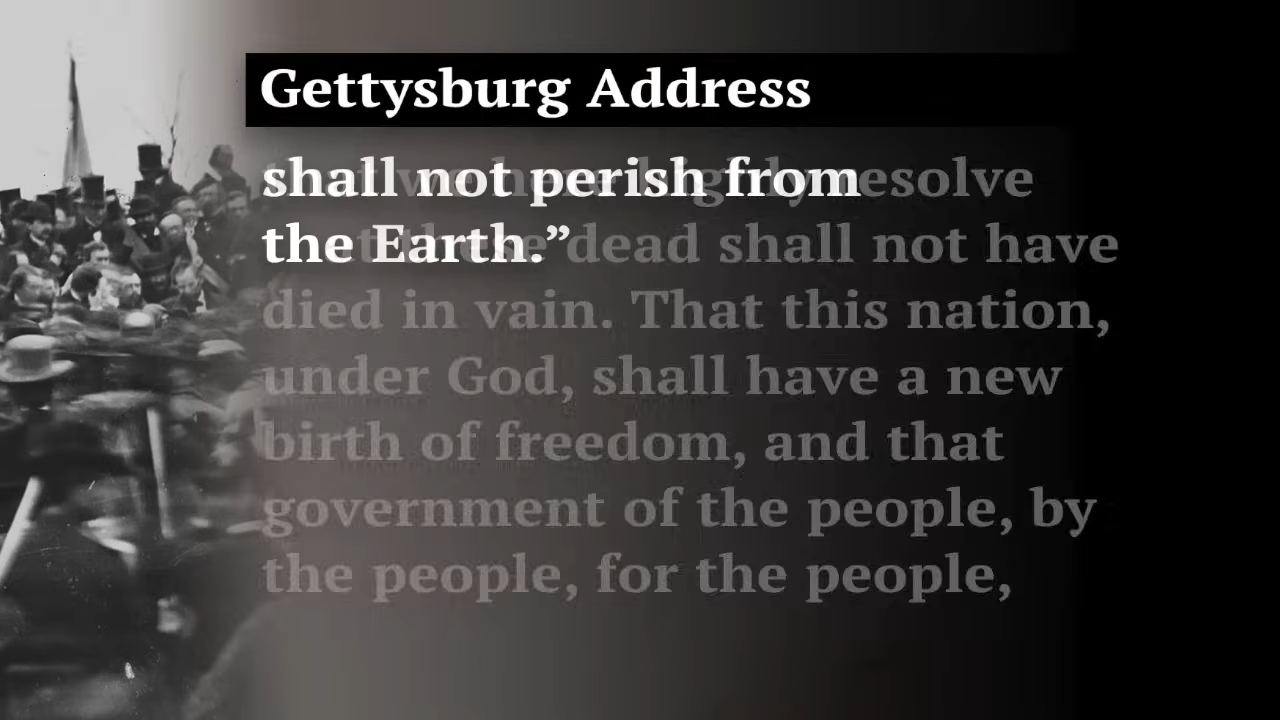 Gettysburg Address
shall not perish from
the Earth.”
resolve
dead shall not have
died in vain. That this nation,
under God, shall have a new
birth of freedom, and that
government of the people, by
the people, for the people,